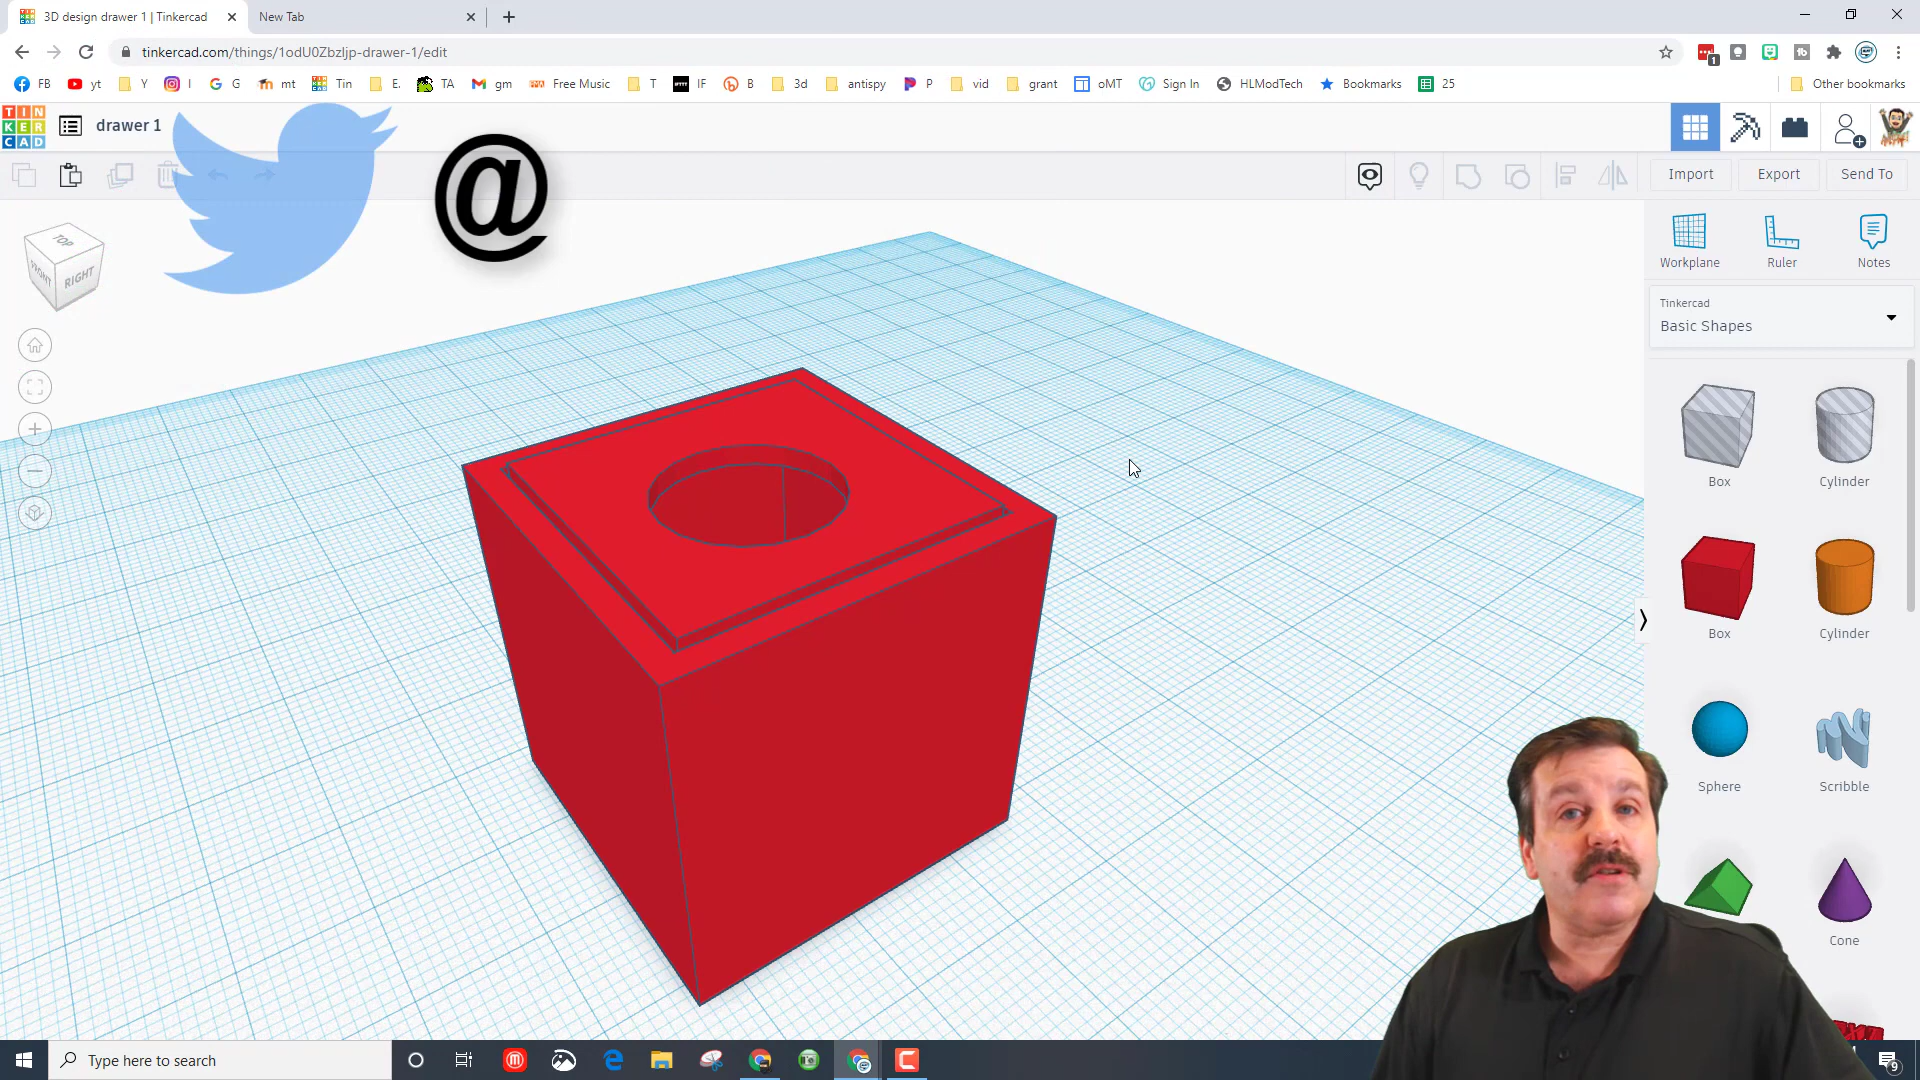 3D design drawer 1 | Tinkercad
New Tab
tinkercad.com/things/1odU0Zbzljp-drawer-1/edit
FB yt Y I G mt Tin E. TA gm Free Music T IF B 3d antispy P vid grant oMT Sign In HLModTech Bookmarks 25 Other bookmarks
1
TIN
KER
CAD
drawer 1
@
Import Export Send To
TOP
FRONT RIGHT
Workplane Ruler Notes
Tinkercad
Basic Shapes
Box Cylinder
Box Cylinder
Sphere Scribble
Cone
Type here to search
9